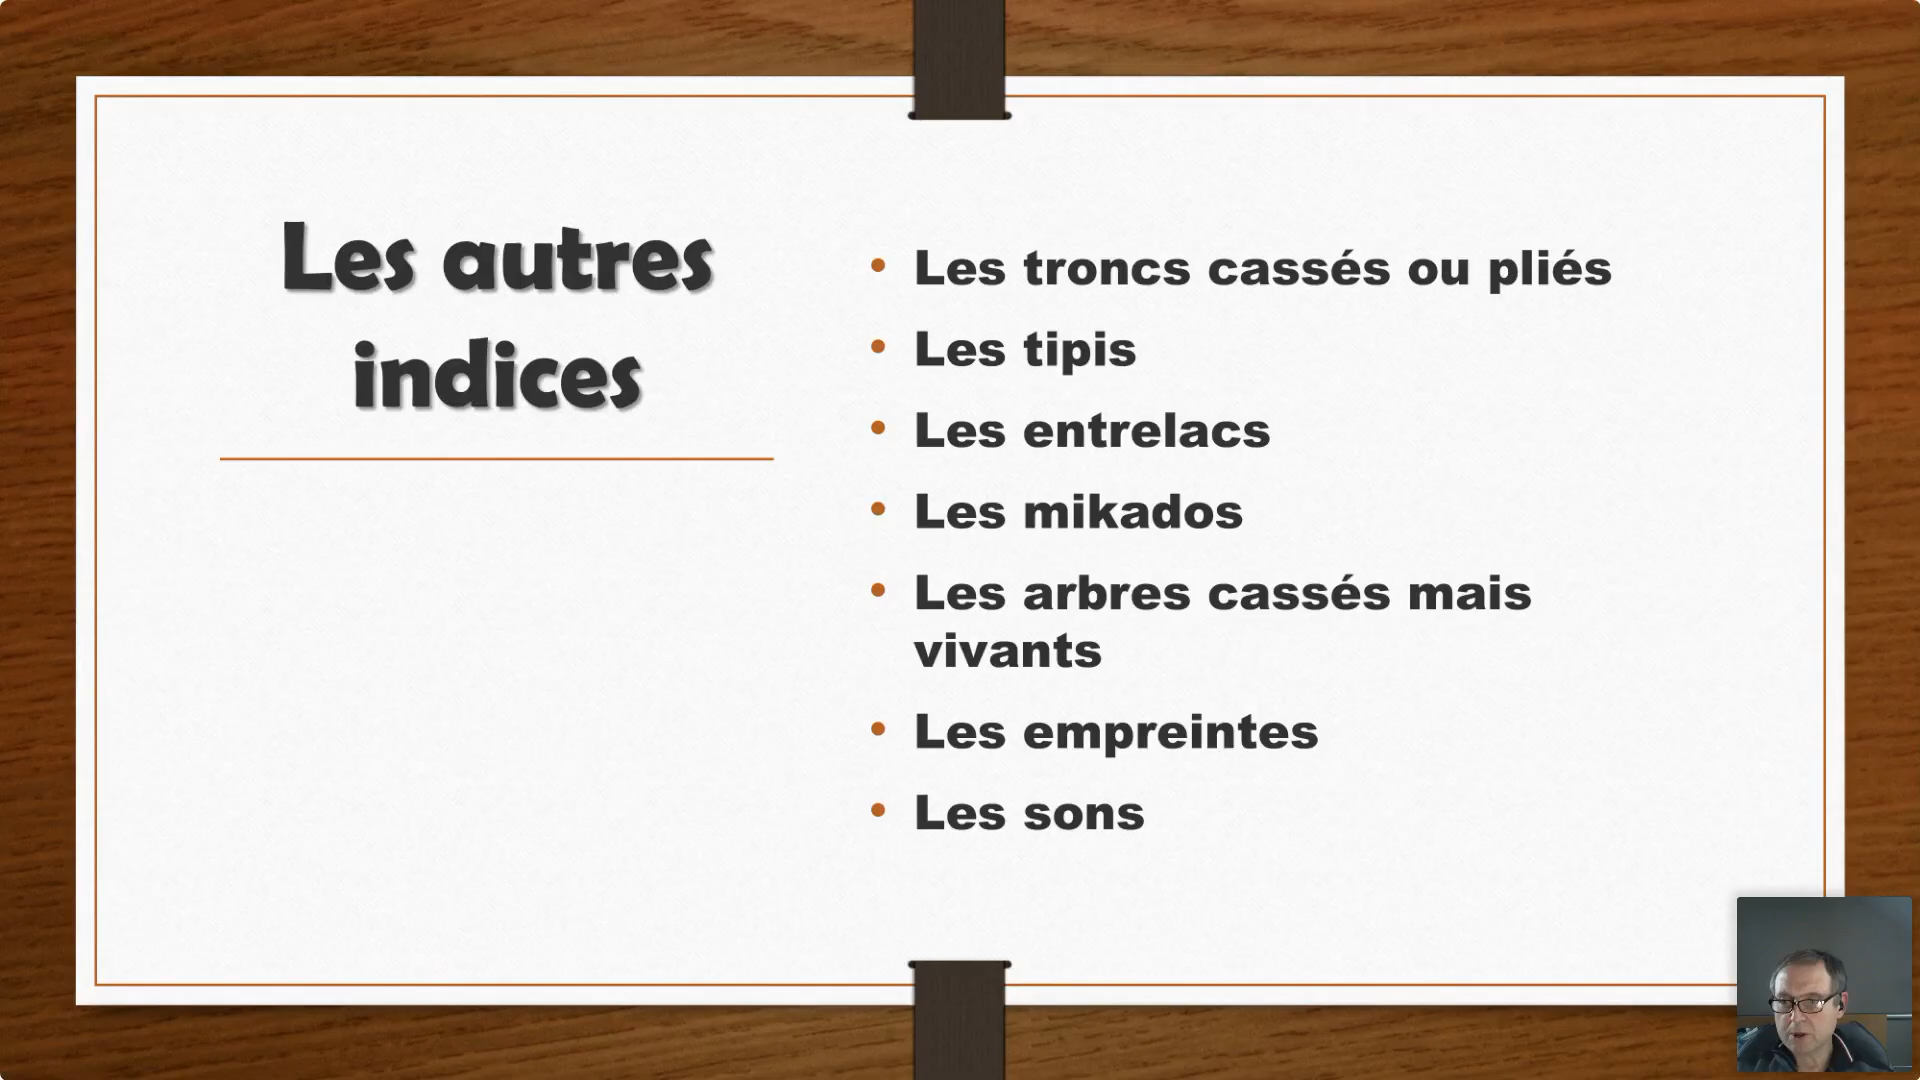 Les autres
indices
Les troncs cassés ou pliés
Les tipis
Les entrelacs
Les mikados
Les arbres cassés mais
vivants
Les empreintes
Les sons